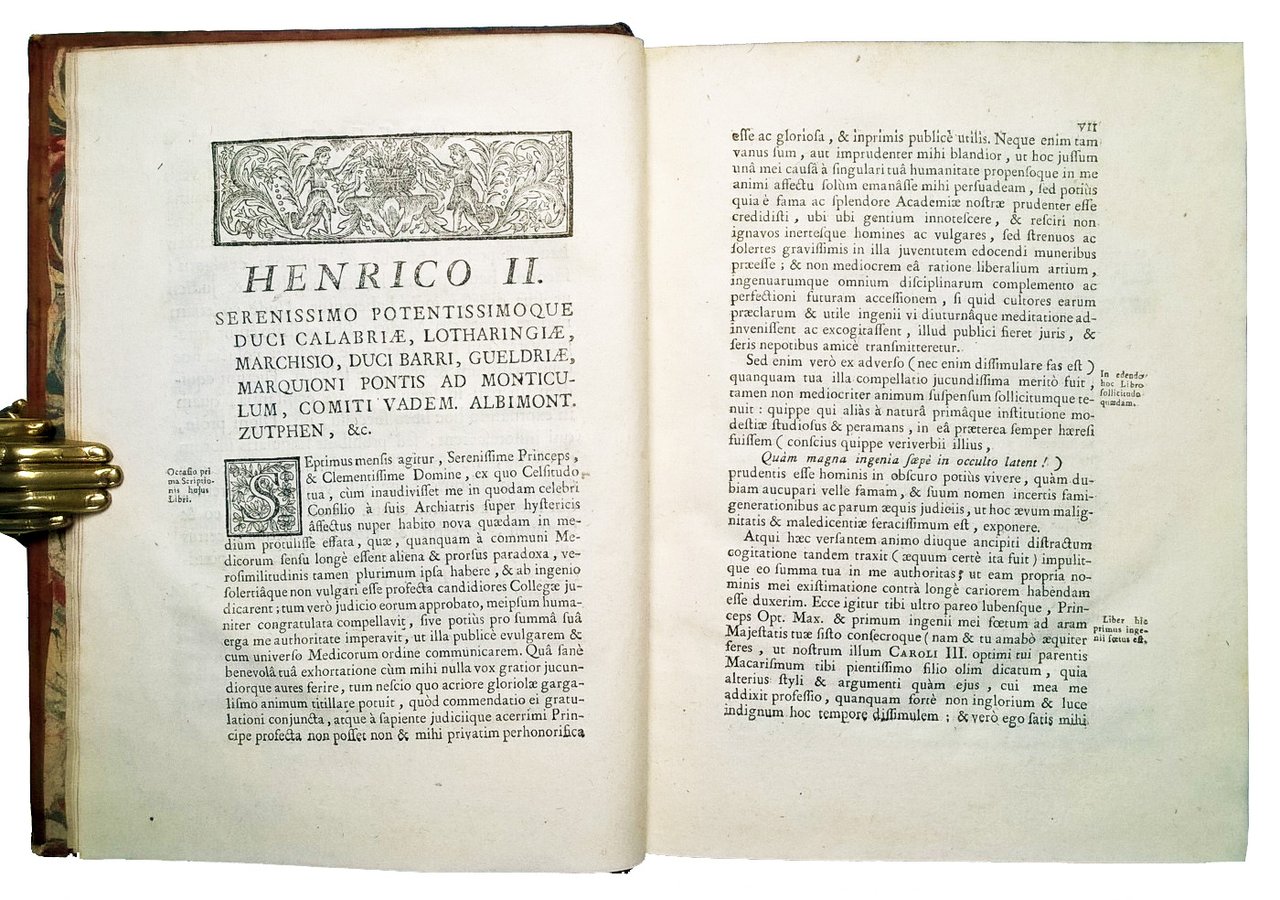 HENRICO II.
SERENISSIMO POTENTISSIMOQUE
DUCI CALABRIÆ, LOTHARINGIÆ,
MARCHISIO, DUCI BARRI, GUELDRIÆ,
MARQUIONI PONTIS AD MONTICU-
LUM, COMITI VADEM. ALBIMONT.
ZUTPHEN, &c.
Occasio pri
ma Scriptio-
nis hujus
Libri.
SEptimus mensis agitur, Serenissime Princeps,
& Clementissime Domine, ex quo Celsitudo
tua, cùm inaudivisset me in quodam celebri
Consilio à suis Archiatris super hystericis
affectus nuper habito nova quædam in me-
dium protulisse effata, quæ, quanquam à communi Me-
dicorum sensu longè essent aliena & prorsus paradoxa, ve-
rosimilitudinis tamen plurimum ipsa habere, & ab ingenio
solertiâque non vulgari esse profecta candidiores Collegæ ju-
dicarent; tum verò judicio eorum approbato, meipsum huma-
niter congratulata compellavit, sive potiùs pro summâ suâ
erga me authoritate imperavit, ut illa publicè evulgarem &
cum universo Medicorum ordine communicarem. Quâ sanè
benevolâ tuâ exhortatione cùm mihi nulla vox gratior jucun-
diorque aures ferire, tum nescio quo acriore gloriolæ garga-
lismo animum titillare potuit, quòd commendatio ei gratu-
lationi conjuncta, atque à sapiente judiciique acerrimi Prin-
cipe profecta non posset non & mihi privatim perhonorifica
VII
esse ac gloriosa, & inprimis publicè utilis. Neque enim tam
vanus sum, aut imprudenter mihi blandior, ut hoc jussum
unâ mei causâ à singulari tuâ humanitate propensoque in me
animi affectu solùm emanâsse mihi persuadeam, sed potiùs
quia è fama ac splendore Academiæ nostræ prudenter esse
credidisti, ubi ubi gentium innotescere, & resciri non
ignavos inertesque homines ac vulgares, sed strenuos ac
solertes gravissimis in illa juventutem edocendi muneribus
præesse; & non mediocrem eâ ratione liberalium artium,
ingenuarumque omnium disciplinarum complemento ac
perfectioni futuram accessionem, si quid cultores earum
præclarum & utile ingenii vi diuturnâque meditatione ad-
invenissent ac excogitassent, illud publici fieret juris, &
seris nepotibus amicè transmitteretur.
Sed enim verò ex adverso (nec enim dissimulare fas est)
quanquam tua illa compellatio jucundissima meritò fuit,
tamen non mediocriter animum suspensum sollicitumque te-
nuit: quippe qui aliàs à naturâ primâque institutione mo-
destiæ studiosus & peramans, in eâ præterea semper hæresi
fuissem (conscius quippe veriverbii illius,
Quàm magna ingenia sæpè in occulto latent!)
prudentis esse hominis in obscuro potiùs vivere, quàm du-
biam aucupari velle famam, & suum nomen incertis fami-
generationibus ac parum æquis judiciis, ut hoc ævum malig-
nitatis & maledicentiæ feracissimum est, exponere.
In edendo
hoc Libro
sollicitudo
quædam.
Atqui hæc versantem animo diuque ancipiti distractum
cogitatione tandem traxit (æquum certè ita fuit) impulit-
que eo summa tua in me authoritas; ut eam propria no-
minis mei existimatione contrà longè cariorem habendam
esse duxerim. Ecce igitur tibi ultro pareo lubensque, Prin-
ceps Opt. Max. & primum ingenii mei fœtum ad aram
Majestatis tuæ sisto consecroque (nam & tu amabò æquiter
feres, ut nostrum illum CAROLI III. optimi tui parentis
Macarismum tibi pientissimo filio olim dicatum, quia
alterius styli & argumenti quàm ejus, cui mea me
addixit professio, quanquam fortè non inglorium & luce
indignum hoc tempore dissimulem; & verò ego satis mihi
Liber hic
primus inge-
nii fœtus est.